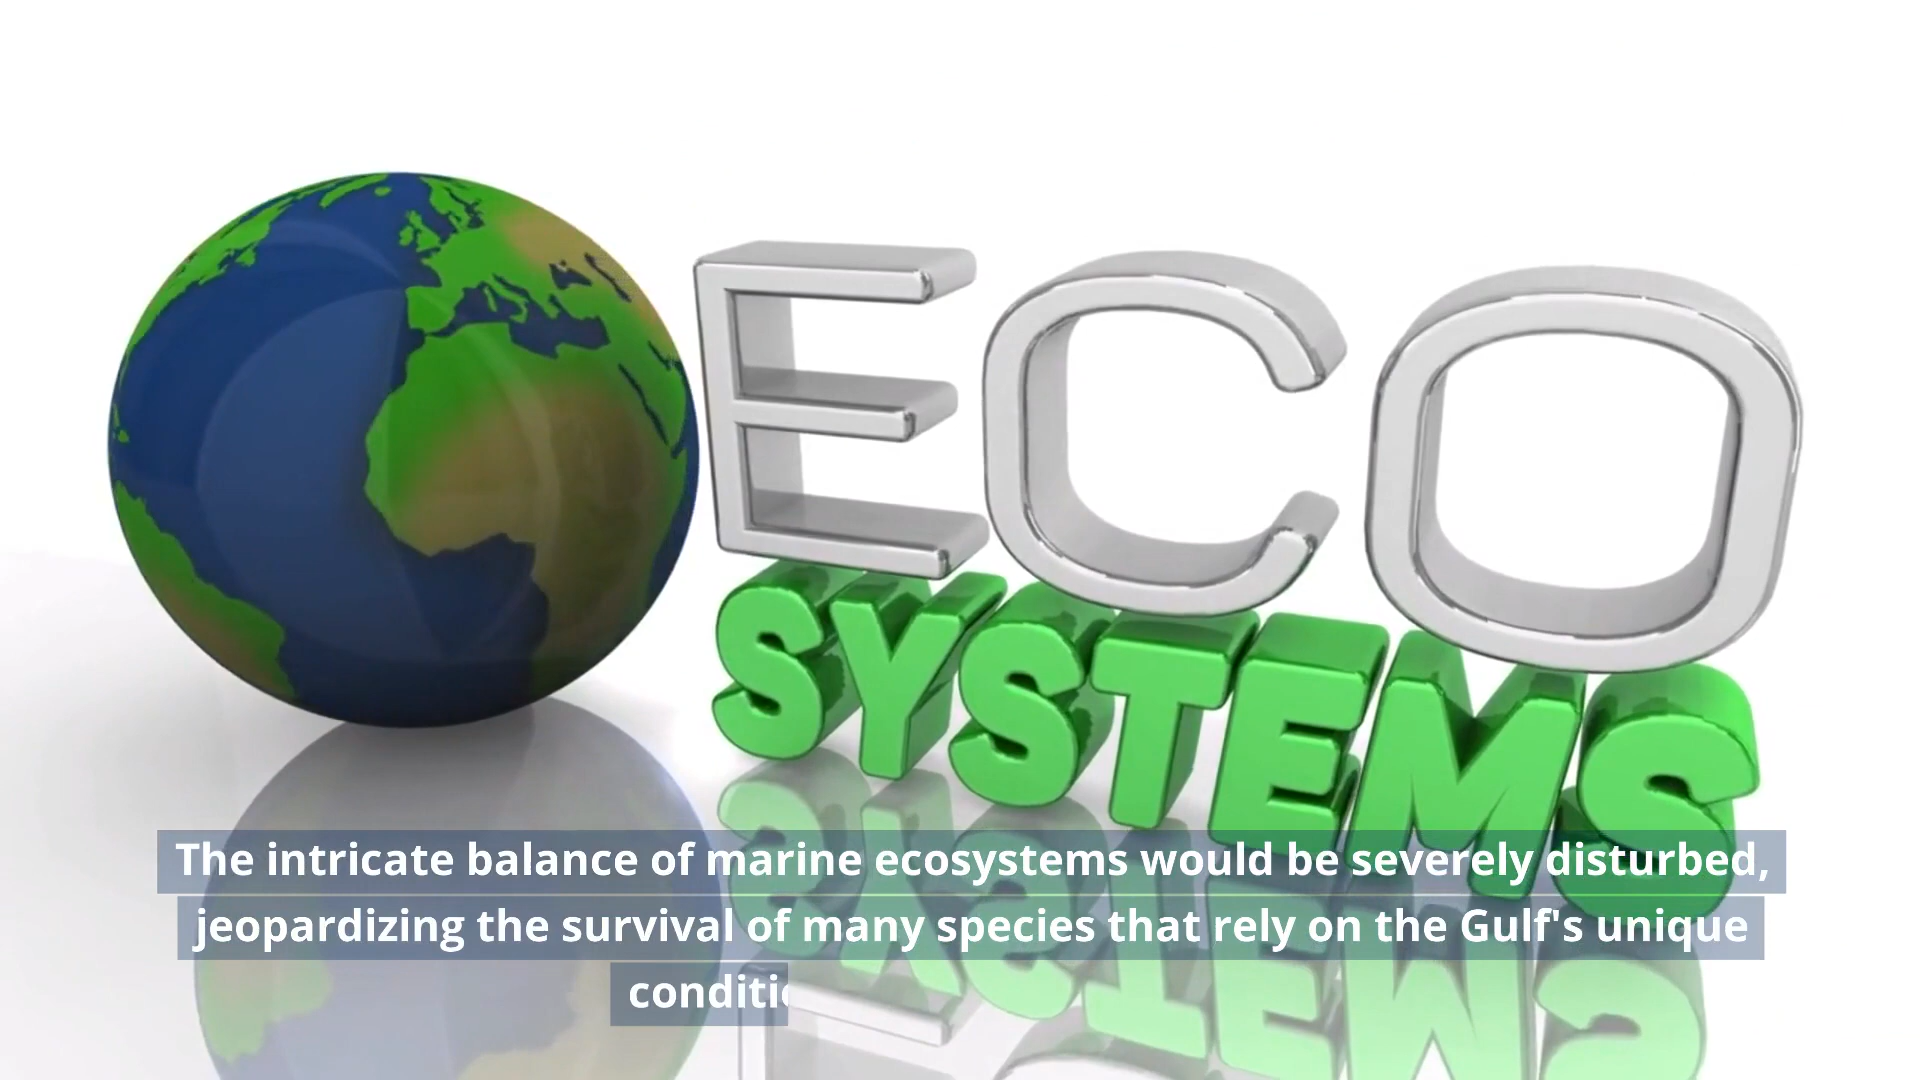 ECO
SYSTEMS
The intricate balance of marine ecosystems would be severely disturbed,
jeopardizing the survival of many species that rely on the Gulf's unique
conditi